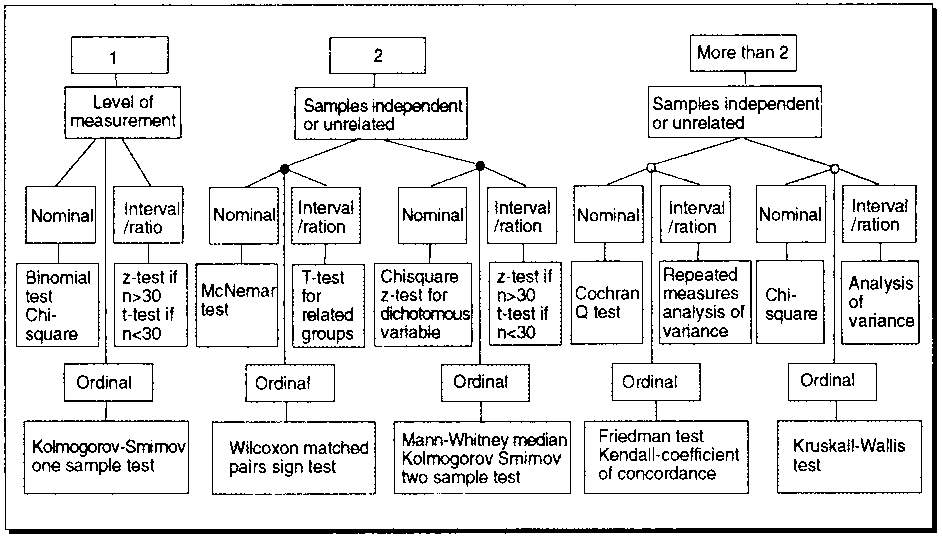 1
2
More than 2
Level of
measurement
Samples independent
or unrelated
Samples independent
or unrelated
Nominal
Interval
/ratio
Nominal
Interval
/ration
Nominal
Interval
/ration
Nominal
Interval
/ration
Nominal
Interval
/ration
Binomial
test
Chi-
square
z-test if
n>30
t-test if
n<30
McNemar
test
T-test
for
related
groups
Chisquare
z-test for
dichotomous
variable
z-test if
n>30
t-test if
n<30
Cochran
Q test
Repeated
measures
analysis of
variance
Chi-
square
Analysis
of
variance
Ordinal
Ordinal
Ordinal
Ordinal
Ordinal
Kolmogorov-Smirnov
one sample test
Wilcoxon matched
pairs sign test
Mann-Whitney median
Kolmogorov Smirnov
two sample test
Friedman test
Kendall-coefficient
of concordance
Kruskall-Wallis
test